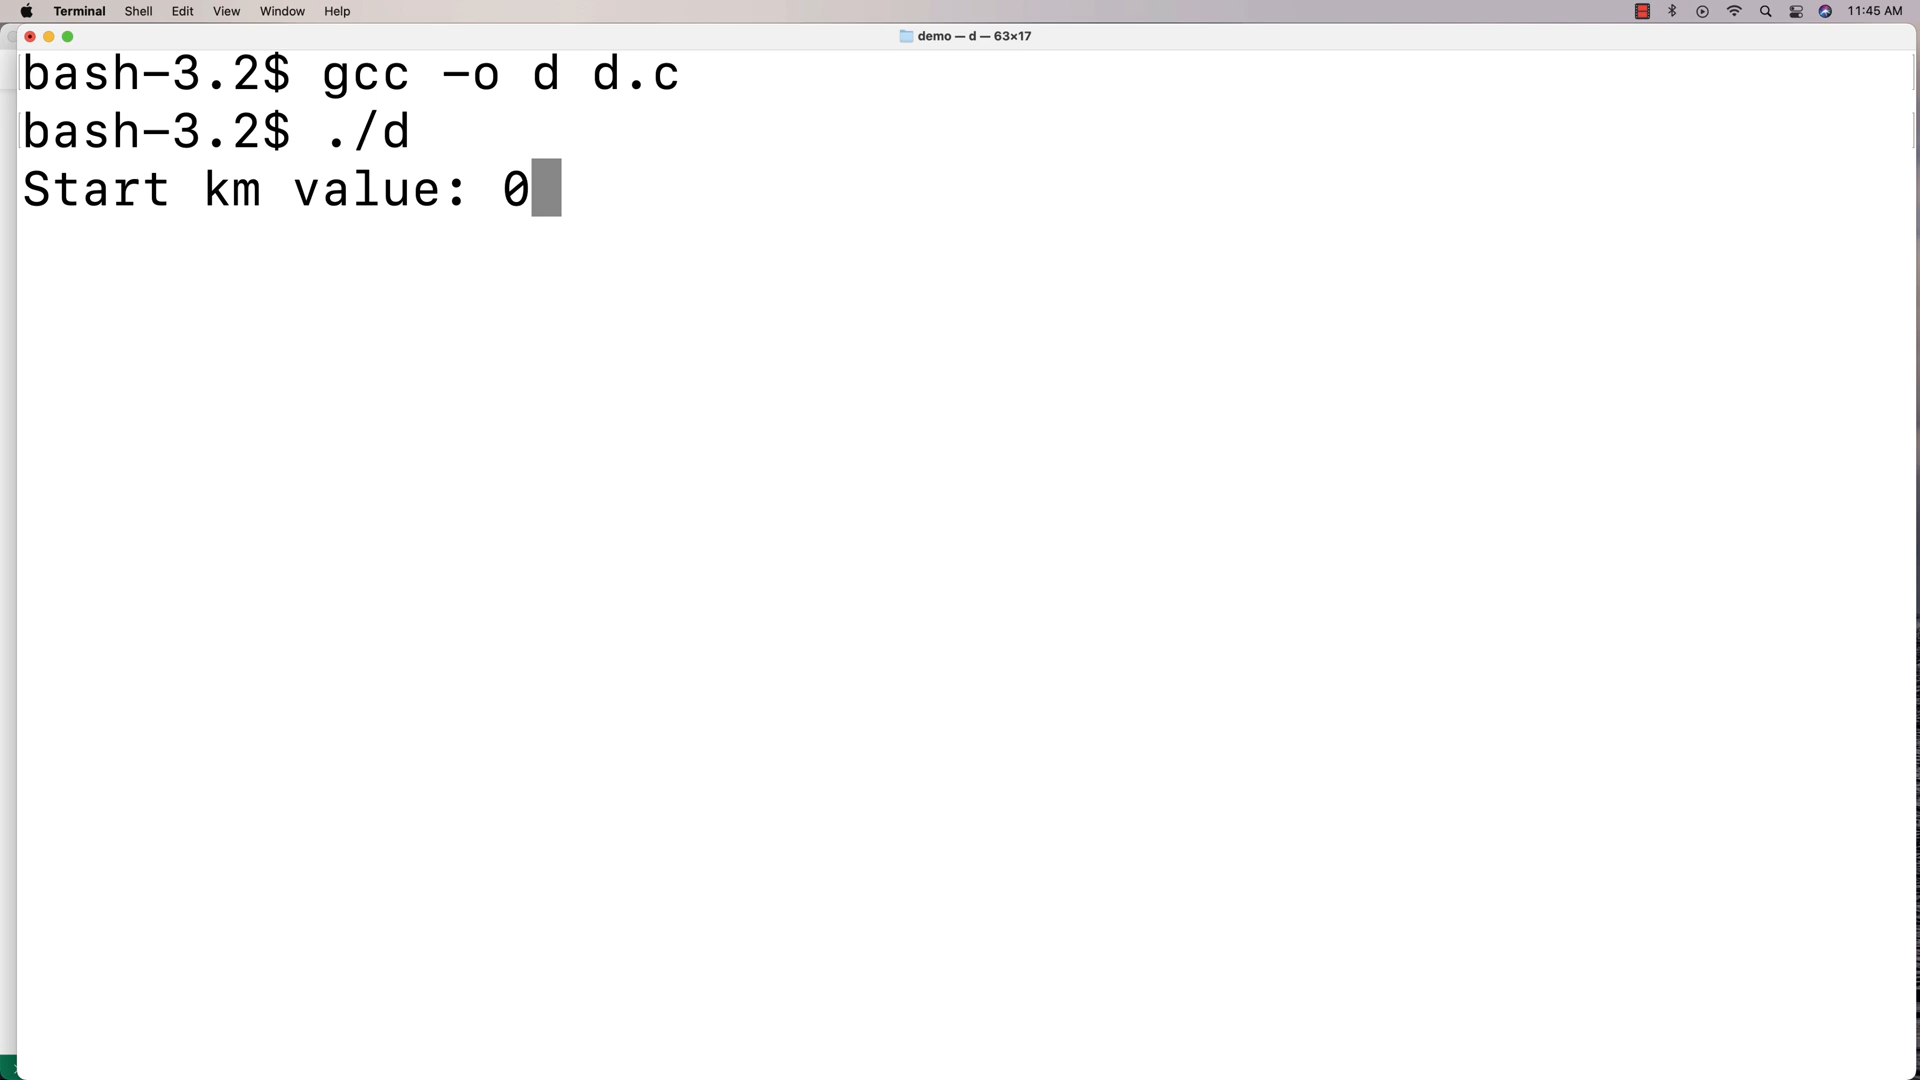 Terminal Shell Edit View Window Help 11:45 AM
demo — d — 63×17
bash-3.2$ gcc -o d d.c
bash-3.2$ ./d
Start km value: 0